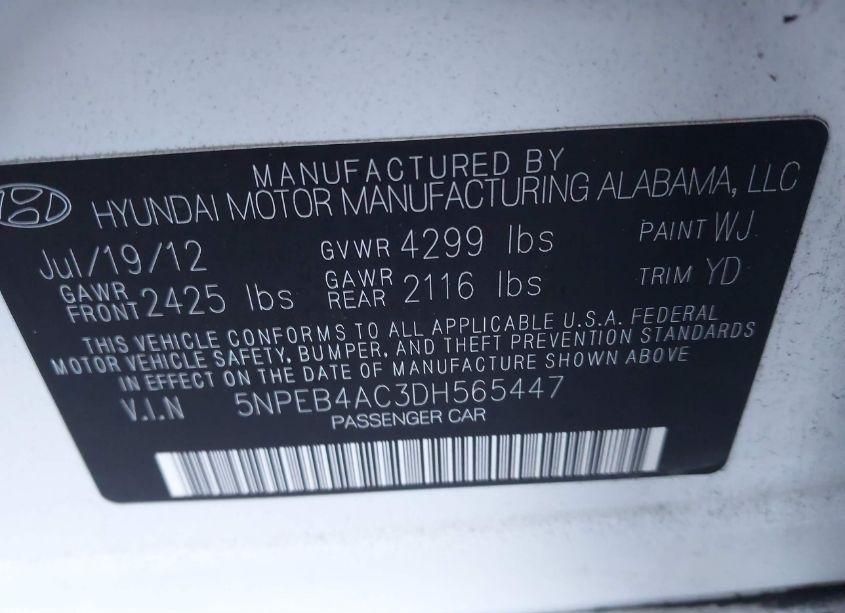 MANUFACTURED BY
HYUNDAI MOTOR MANUFACTURING ALABAMA, LLC
Jul/19/12 GVWR 4299 lbs PAINT WJ
GAWR FRONT 2425 lbs GAWR REAR 2116 lbs TRIM YD
THIS VEHICLE CONFORMS TO ALL APPLICABLE U.S.A. FEDERAL
MOTOR VEHICLE SAFETY, BUMPER, AND THEFT PREVENTION STANDARDS
IN EFFECT ON THE DATE OF MANUFACTURE SHOWN ABOVE
V.I.N 5NPEB4AC3DH565447
PASSENGER CAR